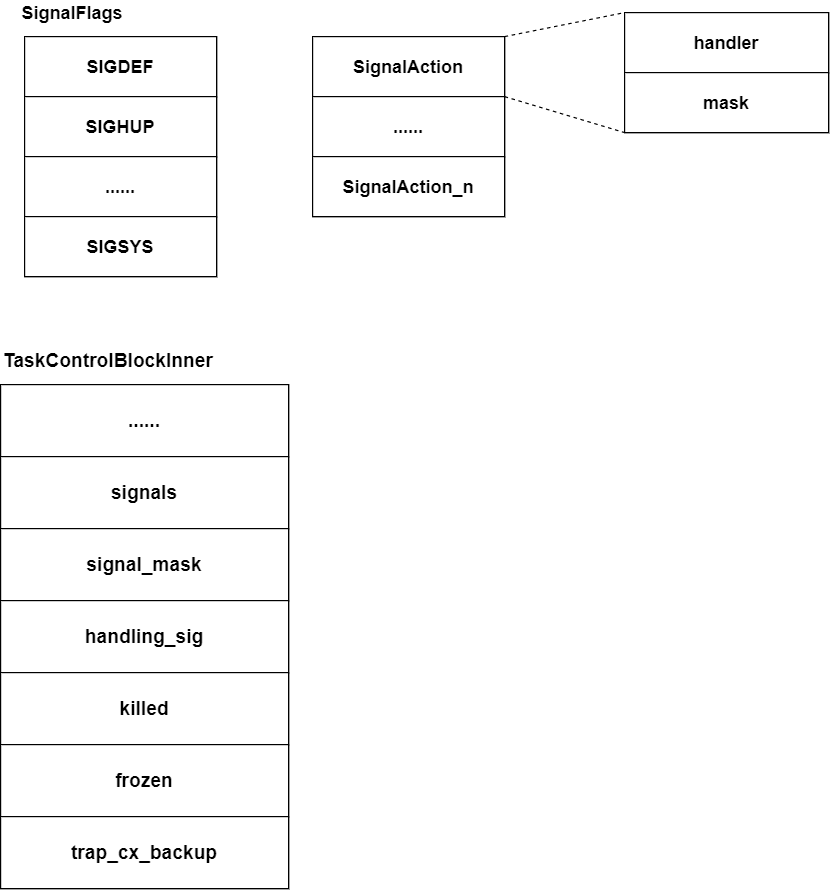 SignalFlags
SIGDEF
SIGHUP
......
SIGSYS
SignalAction
......
SignalAction_n
handler
mask
TaskControlBlockInner
......
signals
signal_mask
handling_sig
killed
frozen
trap_cx_backup